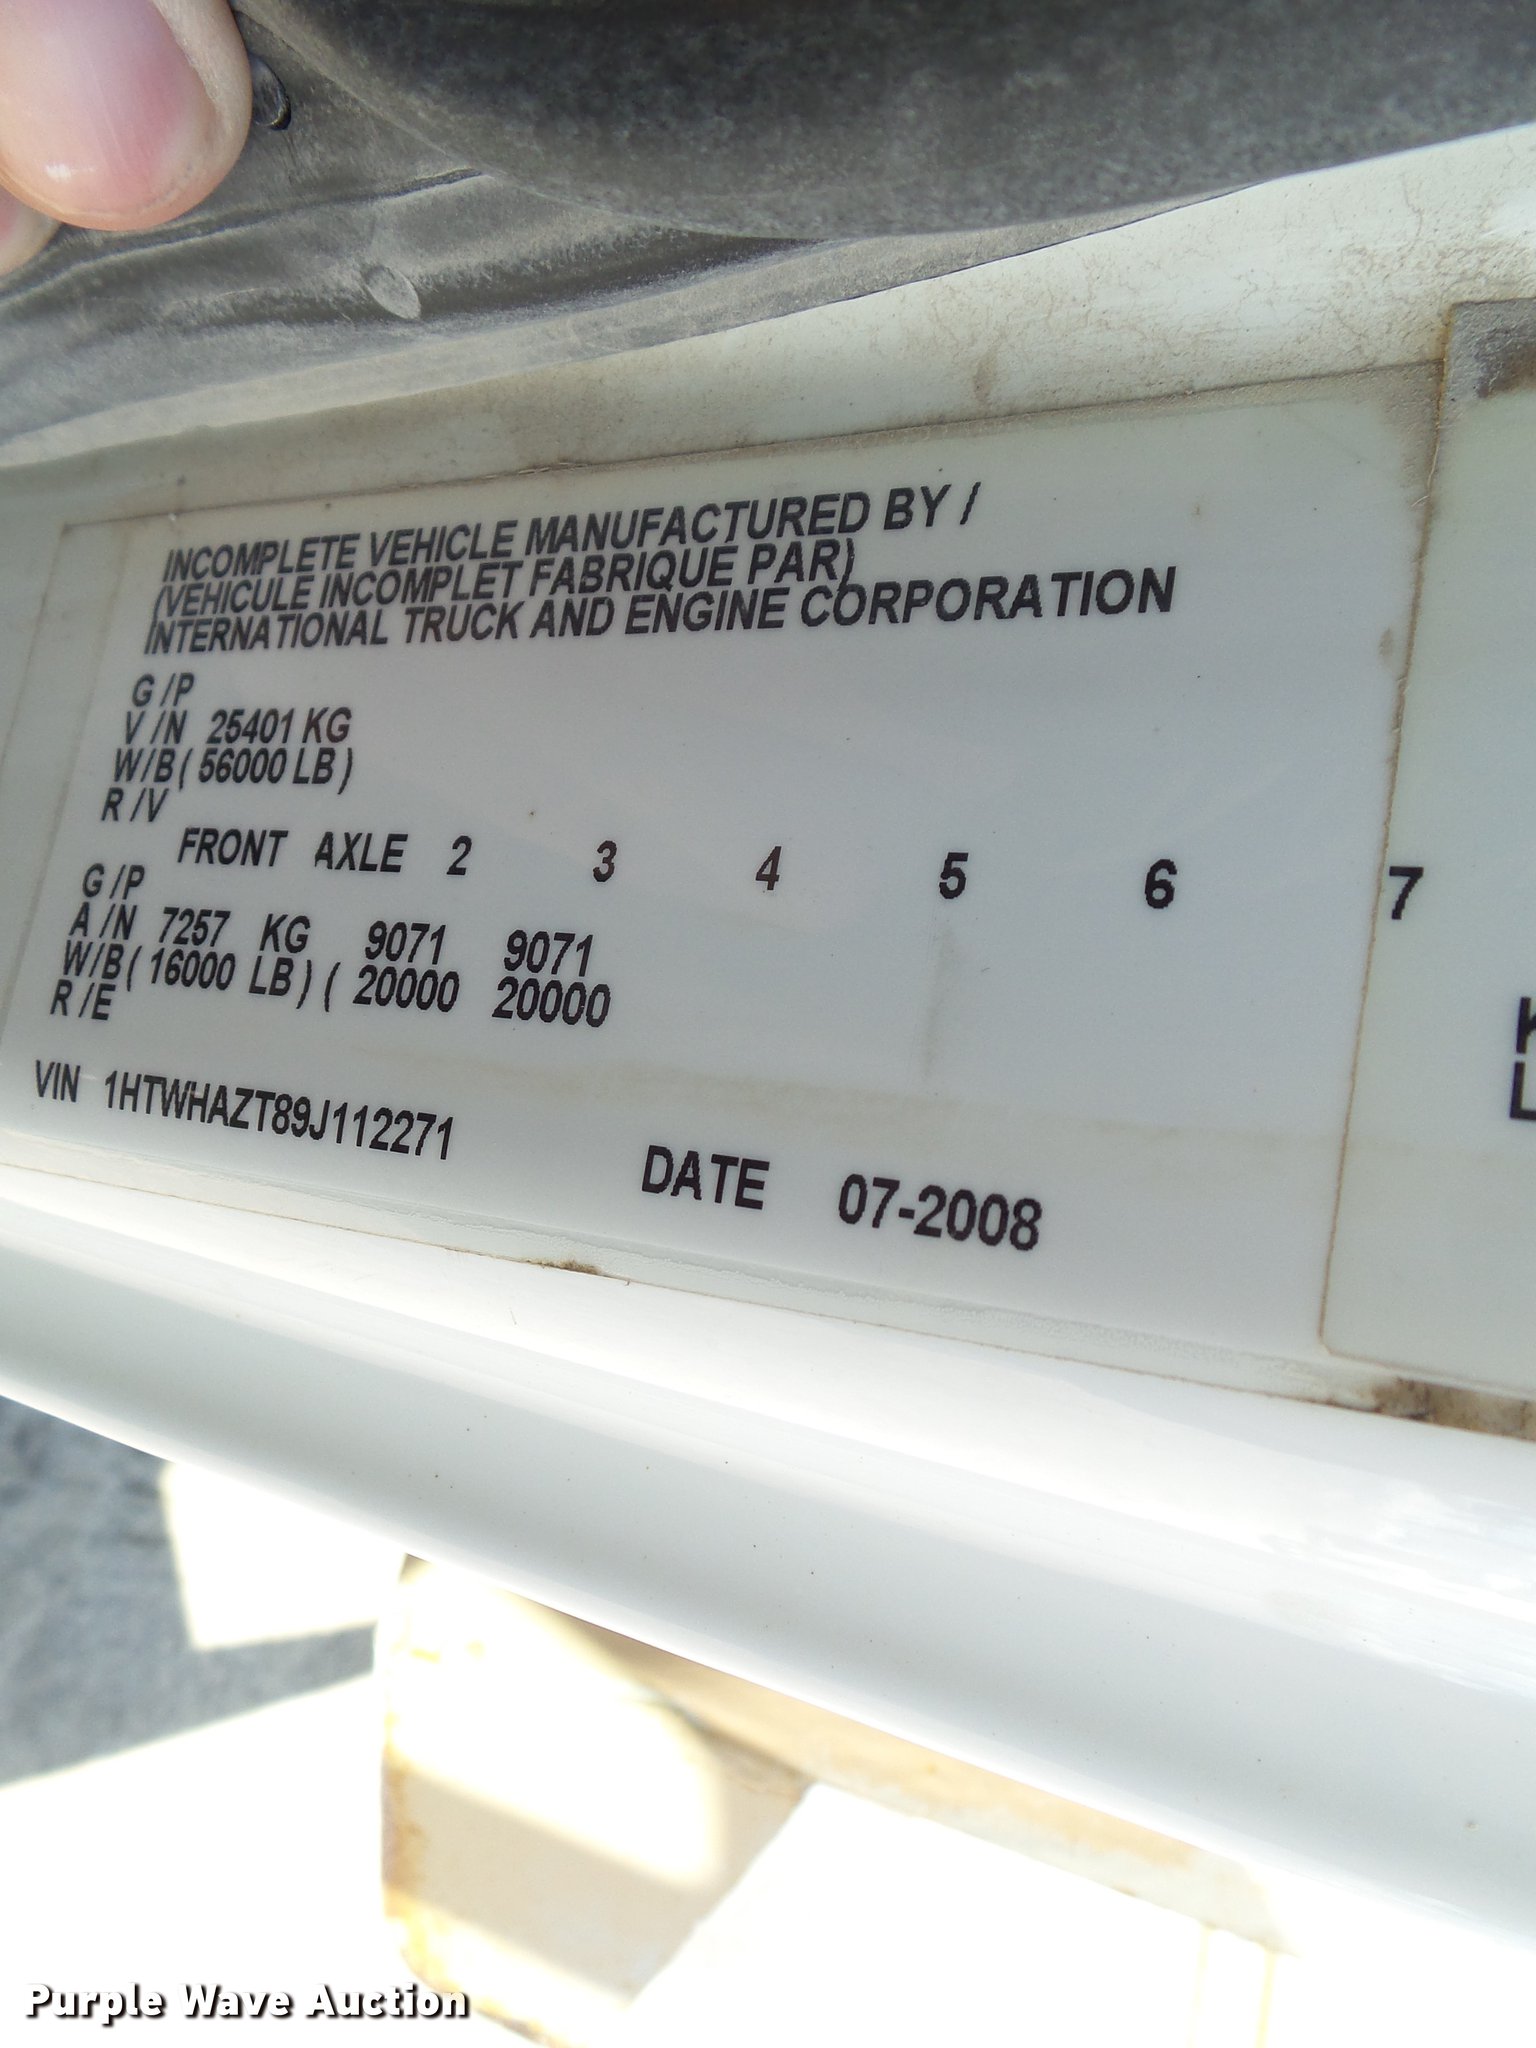 INCOMPLETE VEHICLE MANUFACTURED BY /
(VEHICULE INCOMPLET FABRIQUE PAR)
INTERNATIONAL TRUCK AND ENGINE CORPORATION
G /P
V /N 25401 KG
W/B ( 56000 LB )
R /V
FRONT AXLE 2 3 4 5 6 7
G /P
A /N 7257 KG 9071 9071
W/B ( 16000 LB ) ( 20000 20000
R /E
VIN 1HTWHAZT89J112271
DATE 07-2008
Purple Wave Auction